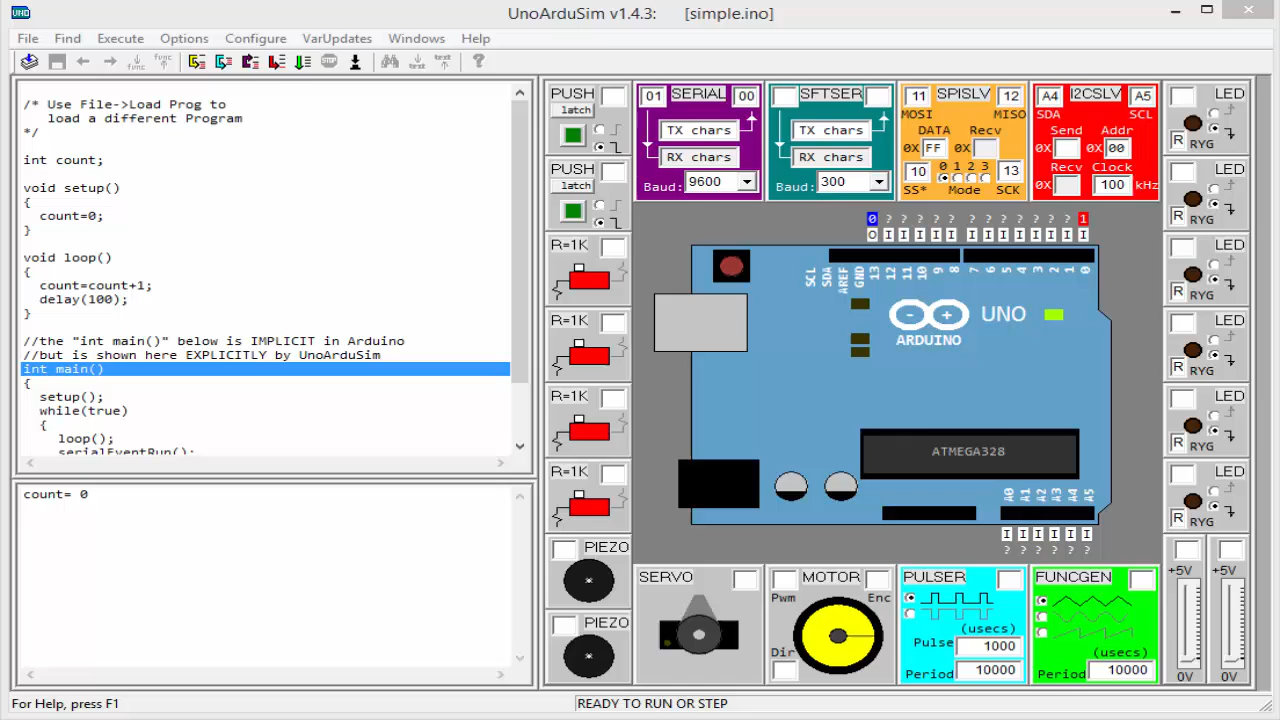 UNO
UnoArduSim v1.4.3: [simple.ino]
File Find Execute Options Configure VarUpdates Windows Help
/* Use File->Load Prog to
load a different Program
*/
int count;
void setup()
{
count=0;
}
void loop()
{
count=count+1;
delay(100);
}
//the "int main()" below is IMPLICIT in Arduino
//but is shown here EXPLICITLY by UnoArduSim
int main()
{
setup();
while(true)
{
loop();
serialEventRun();
count= 0
PUSH
latch
PUSH
latch
R=1K
R=1K
R=1K
R=1K
PIEZO
PIEZO
01 SERIAL 00
TX chars
RX chars
Baud: 9600
SFTSER
TX chars
RX chars
Baud: 300
11 SPISLV 12
MOSI MISO
DATA Recv
0X FF 0X
10 0 1 2 3 13
SS* Mode SCK
A4 I2CSLV A5
SDA SCL
Send Addr
0X 0X 00
Recv Clock
0X 100 kHz
0 ? ? ? ? ? ? ? ? ? ? ? ? 1
O I I I I I I I I I I I I I
SCL SDA AREF GND 13 12 11 10 9 8 7 6 5 4 3 2 1 0
UNO
ARDUINO
ATMEGA328
A0 A1 A2 A3 A4 A5
I I I I I I
? ? ? ? ? ?
SERVO
MOTOR
Pwm Enc
Dir
PULSER
(usecs)
Pulse 1000
Period 10000
FUNCGEN
(usecs)
Period 10000
LED
R RYG
LED
R RYG
LED
R RYG
LED
R RYG
LED
R RYG
LED
R RYG
+5V +5V
0V 0V
For Help, press F1
READY TO RUN OR STEP